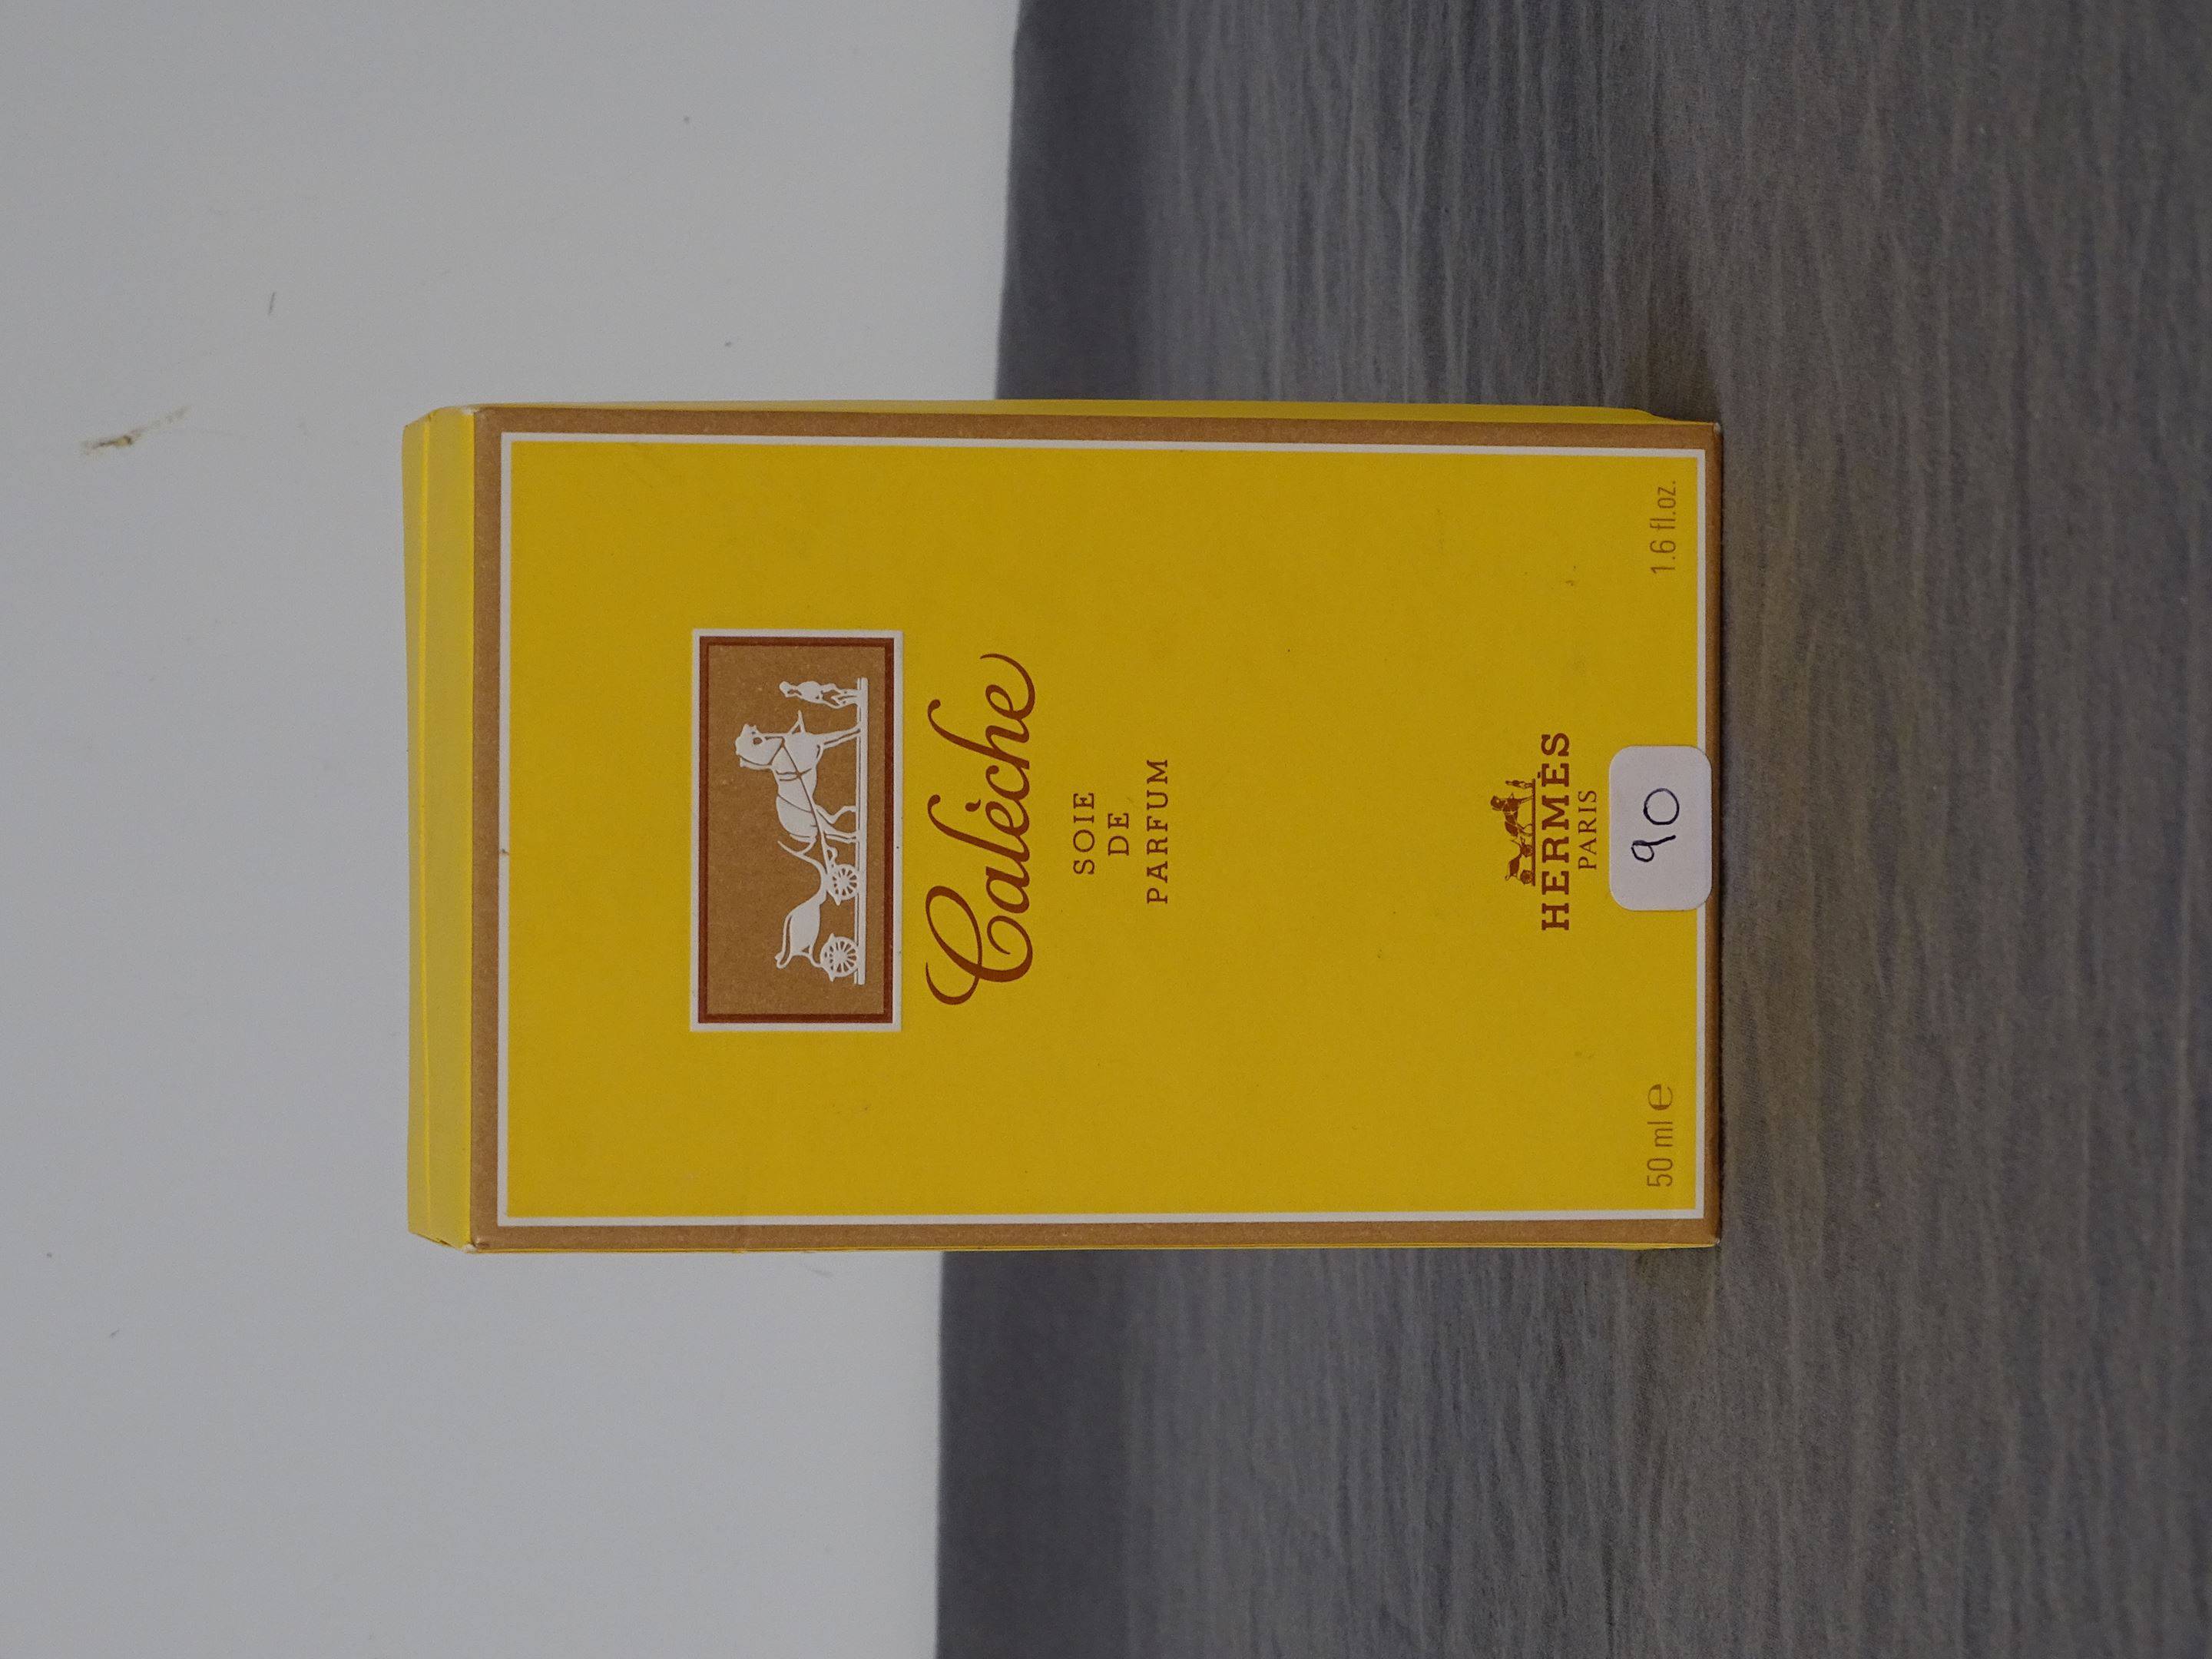 Calèche
SOIE
DE
PARFUM
HERMÈS
PARIS
90
50 ml ℮
1.6 fl.oz.